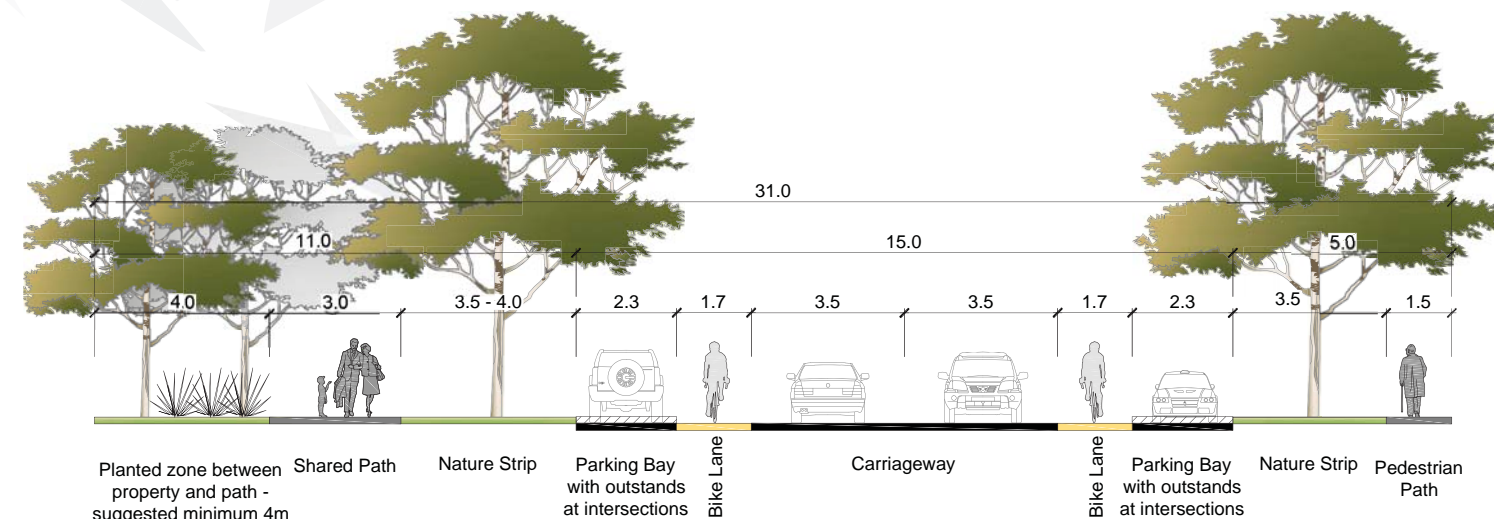 31.0
11.0
15.0
5.0
4.0
3.0
3.5 - 4.0
2.3
1.7
3.5
3.5
1.7
2.3
3.5
1.5
Planted zone between
property and path -
suggested minimum 4m
Shared Path
Nature Strip
Parking Bay
with outstands
at intersections
Bike Lane
Carriageway
Bike Lane
Parking Bay
with outstands
at intersections
Nature Strip
Pedestrian
Path